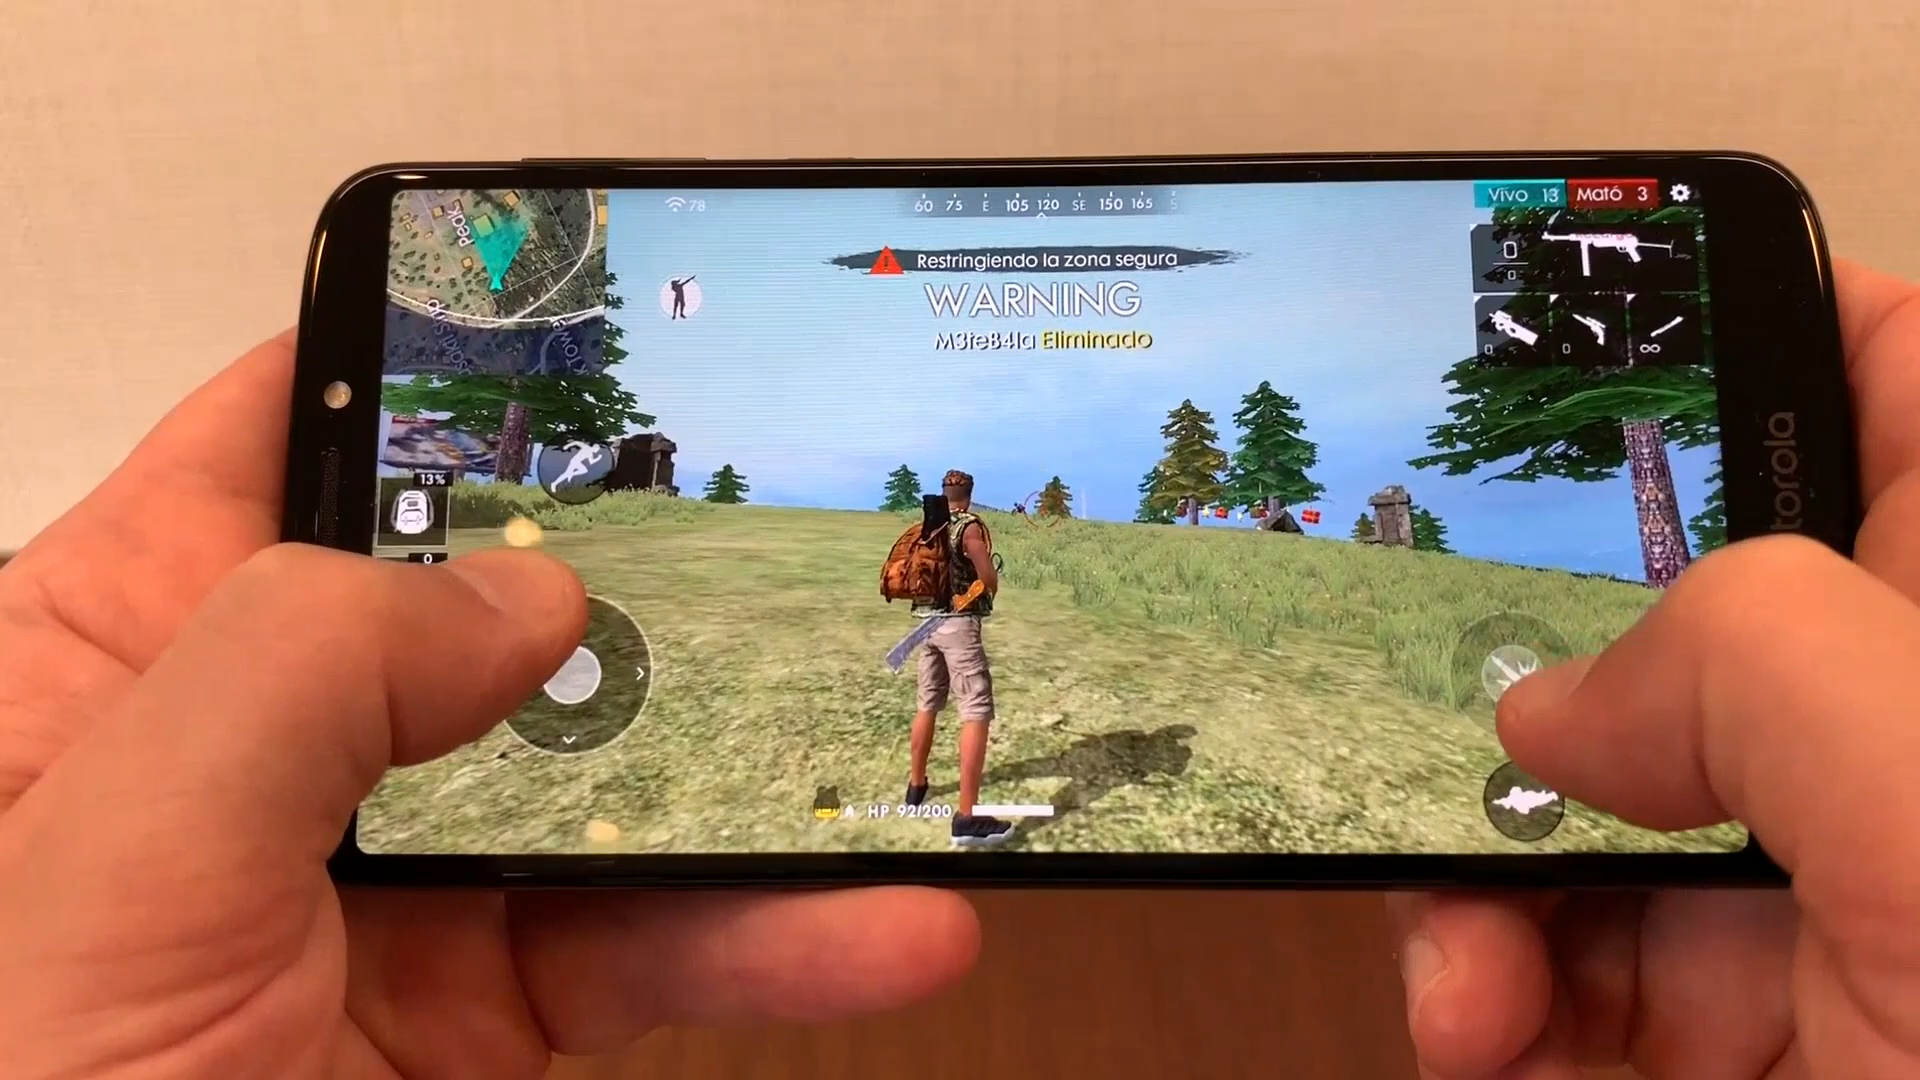 Peak
78
60 75 E 105 120 SE 150 165 S
Vivo 13 Mató 3
Restringiendo la zona segura
WARNING
M3te84la Eliminado
0
0
0 0 ∞
13%
0
HP 92/200
motorola